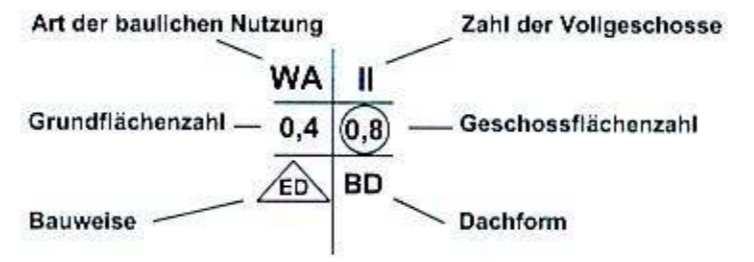 Art der baulichen Nutzung Zahl der Vollgeschosse
WA II
Grundflächenzahl 0,4 0,8 Geschossflächenzahl
ED BD
Bauweise Dachform